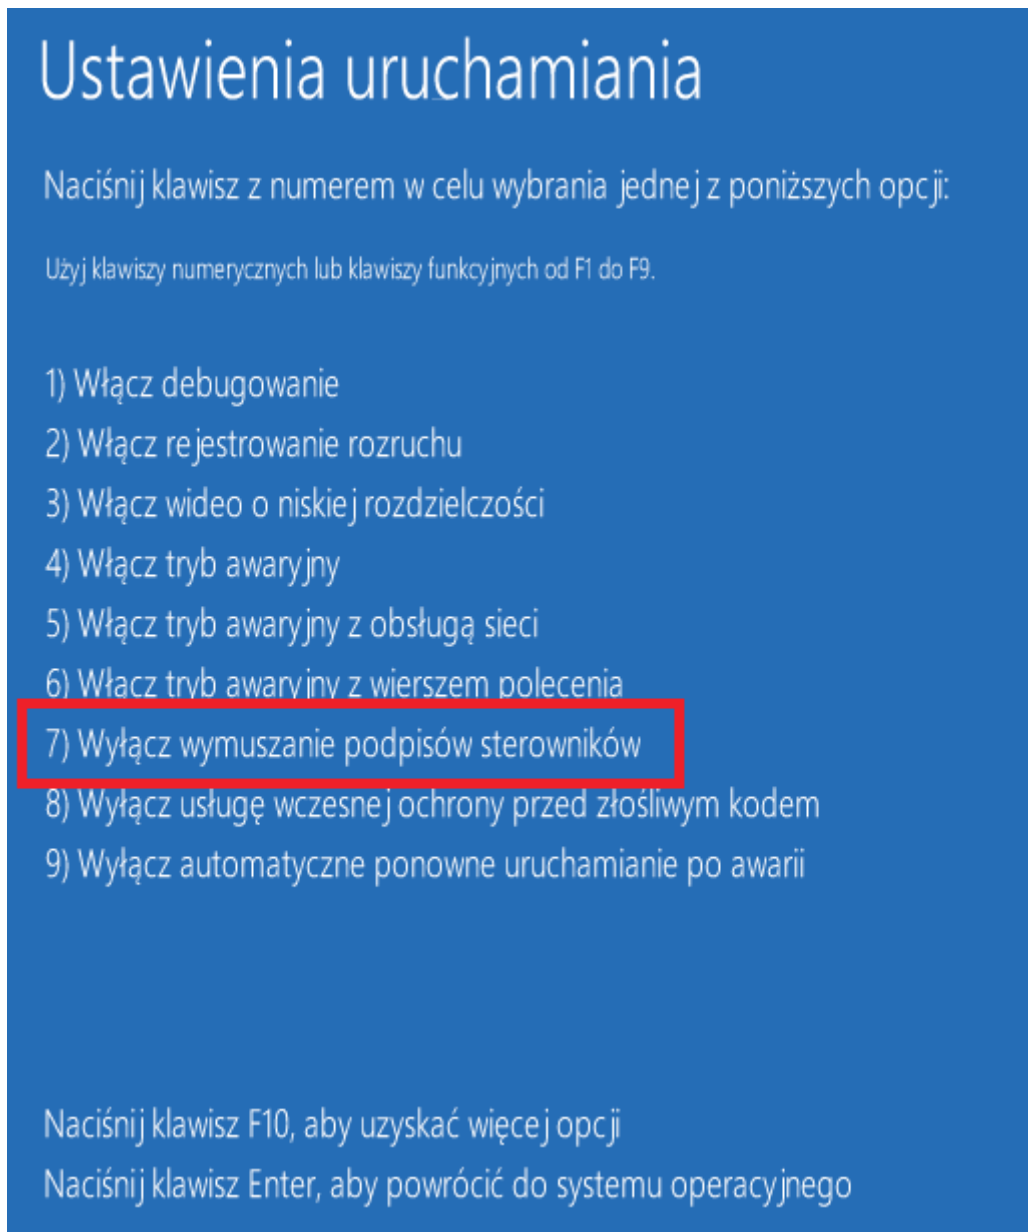 Ustawienia uruchamiania
Naciśnij klawisz z numerem w celu wybrania jednej z poniższych opcji:
Użyj klawiszy numerycznych lub klawiszy funkcyjnych od F1 do F9.
1) Włącz debugowanie
2) Włącz rejestrowanie rozruchu
3) Włącz wideo o niskiej rozdzielczości
4) Włącz tryb awaryjny
5) Włącz tryb awaryjny z obsługą sieci
6) Włącz tryb awaryjny z wierszem polecenia
7) Wyłącz wymuszanie podpisów sterowników
8) Wyłącz usługę wczesnej ochrony przed złośliwym kodem
9) Wyłącz automatyczne ponowne uruchamianie po awarii
Naciśnij klawisz F10, aby uzyskać więcej opcji
Naciśnij klawisz Enter, aby powrócić do systemu operacyjnego